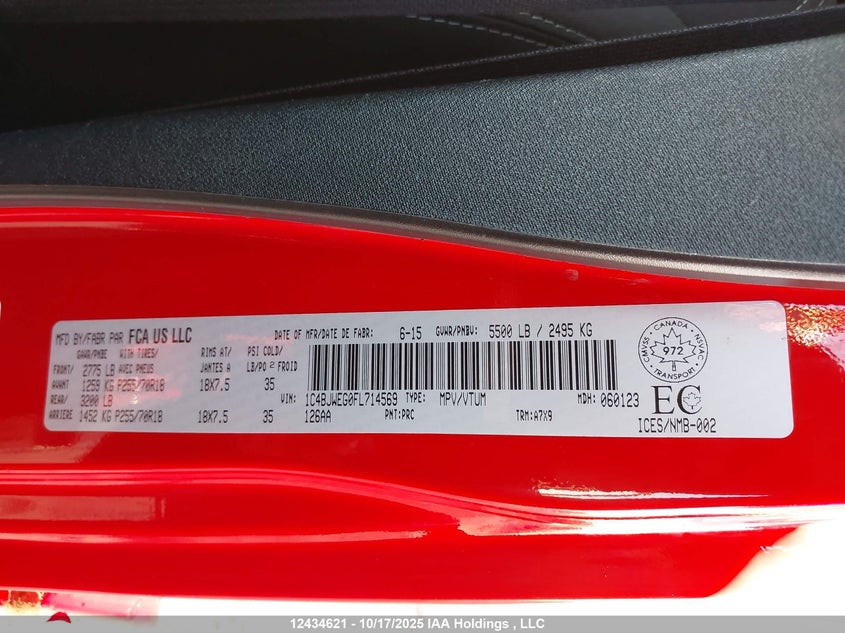 MFD BY/FABR PAR FCA US LLC
DATE OF MFR/DATE DE FABR: 6-15 GVWR/PNBV: 5500 LB / 2495 KG
GAWR/PNBE WITH TIRES/ RIMS AT/ PSI COLD/
FRONT/ 2775 LB AVEC PNEUS JANTES A LB/PO 2 FROID
AVANT 1259 KG P255/70R18 18X7.5 35
REAR/ 3200 LB
ARRIERE 1452 KG P255/70R18 18X7.5 35
VIN: 1C4BJWEG0FL714569 TYPE: MPV/VTUM MDH: 060123
126AA PNT:PRC TRM:A7X9
CANADA
CMVSS
NSVAC
972
TRANSPORT
EC
ICES/NMB-002
12434621 - 10/17/2025 IAA Holdings , LLC